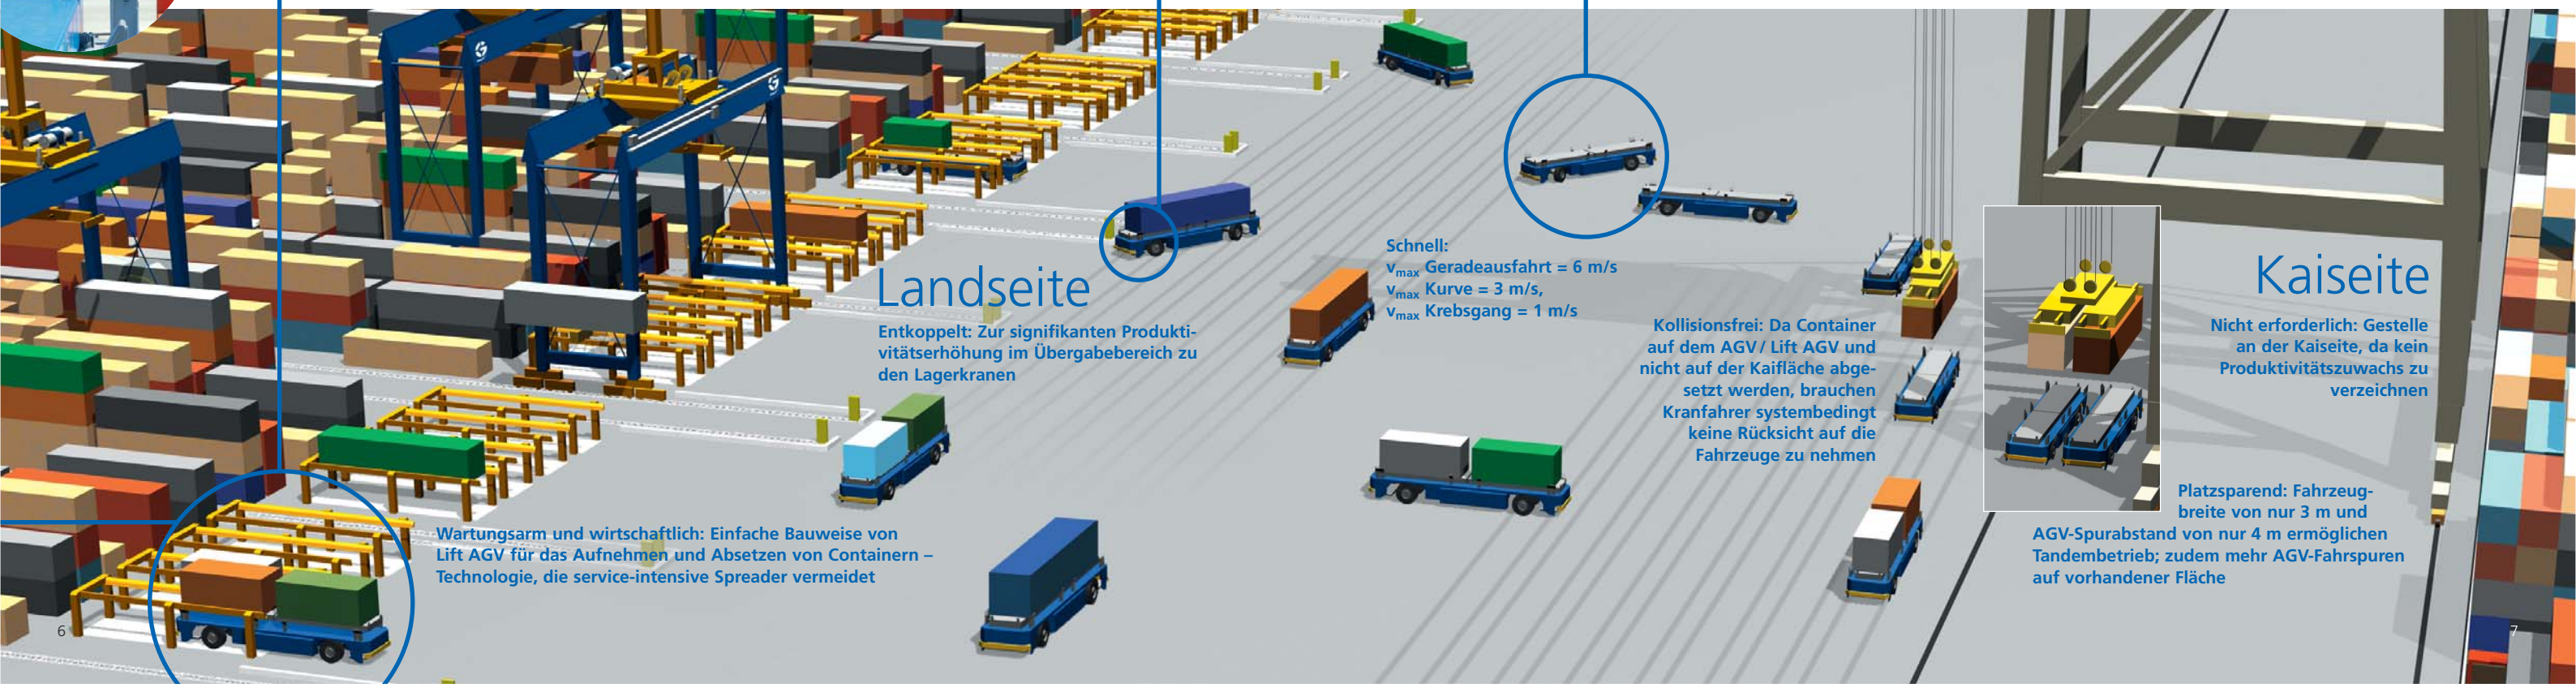 Landseite
Entkoppelt: Zur signifikanten Produkti-
vitätserhöhung im Übergabebereich zu
den Lagerkranen
Wartungsarm und wirtschaftlich: Einfache Bauweise von
Lift AGV für das Aufnehmen und Absetzen von Containern –
Technologie, die service-intensive Spreader vermeidet
6
Schnell:
vmax Geradeausfahrt = 6 m/s
vmax Kurve = 3 m/s,
vmax Krebsgang = 1 m/s
Kollisionsfrei: Da Container
auf dem AGV / Lift AGV und
nicht auf der Kaifläche abge-
setzt werden, brauchen
Kranfahrer systembedingt
keine Rücksicht auf die
Fahrzeuge zu nehmen
Kaiseite
Nicht erforderlich: Gestelle
an der Kaiseite, da kein
Produktivitätszuwachs zu
verzeichnen
Platzsparend: Fahrzeug-
breite von nur 3 m und
AGV-Spurabstand von nur 4 m ermöglichen
Tandembetrieb; zudem mehr AGV-Fahrspuren
auf vorhandener Fläche
7